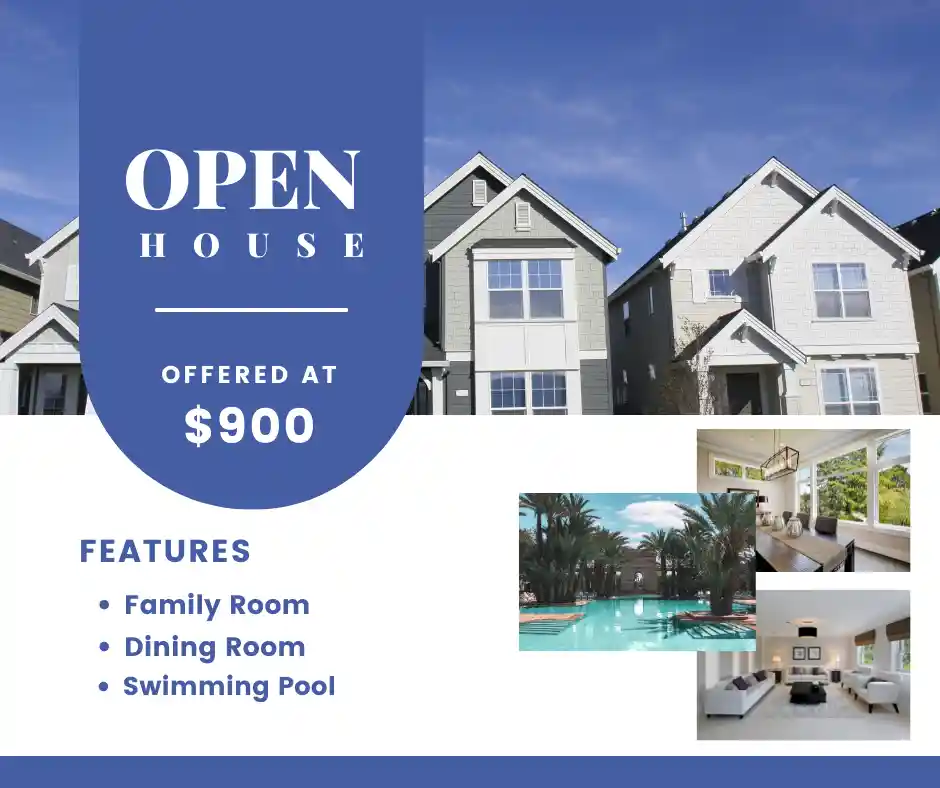 OPEN
HOUSE
OFFERED AT
$900
FEATURES
• Family Room
• Dining Room
• Swimming Pool